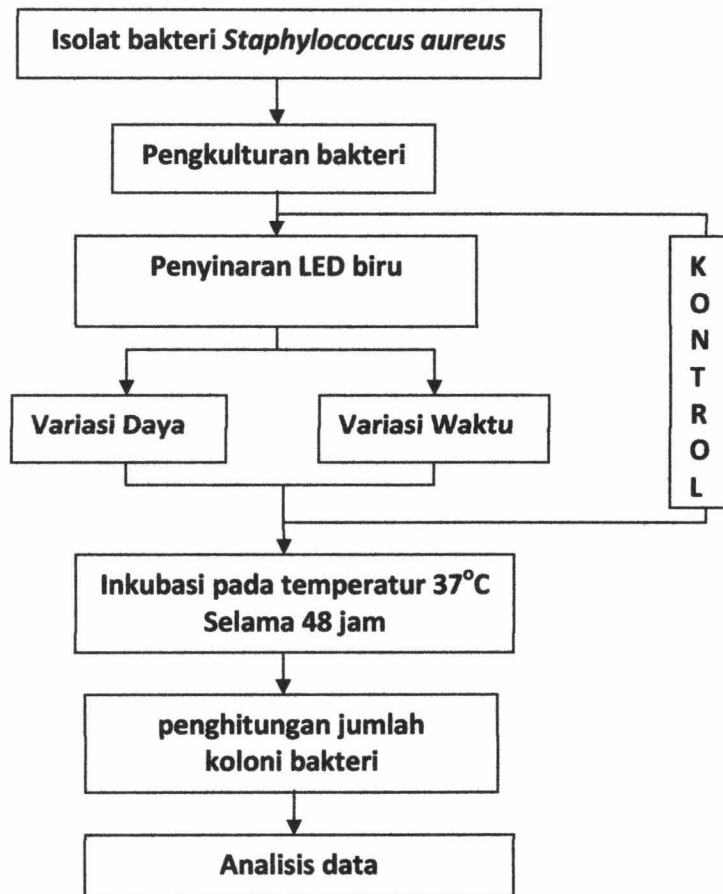 Isolat bakteri Staphylococcus aureus
Pengkulturan bakteri
Penyinaran LED biru
K
O
N
T
R
O
L
Variasi Daya
Variasi Waktu
Inkubasi pada temperatur 37°C
Selama 48 jam
penghitungan jumlah
koloni bakteri
Analisis data